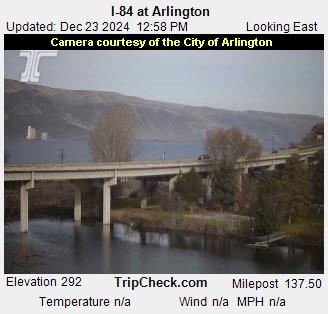 I-84 at Arlington
Updated: Dec 23 2024 12:58 PM Looking East
Camera courtesy of the City of Arlington
Elevation 292 TripCheck.com Milepost 137.50
Temperature n/a Wind n/a MPH n/a